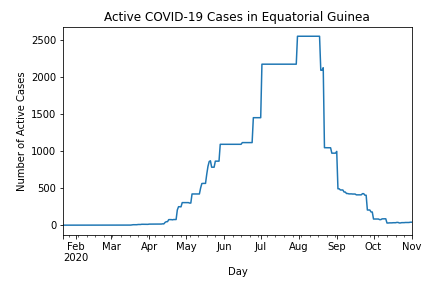 Active COVID-19 Cases in Equatorial Guinea
Number of Active Cases
2500
2000
1500
1000
500
0
Feb Mar Apr May Jun Jul Aug Sep Oct Nov
2020
Day